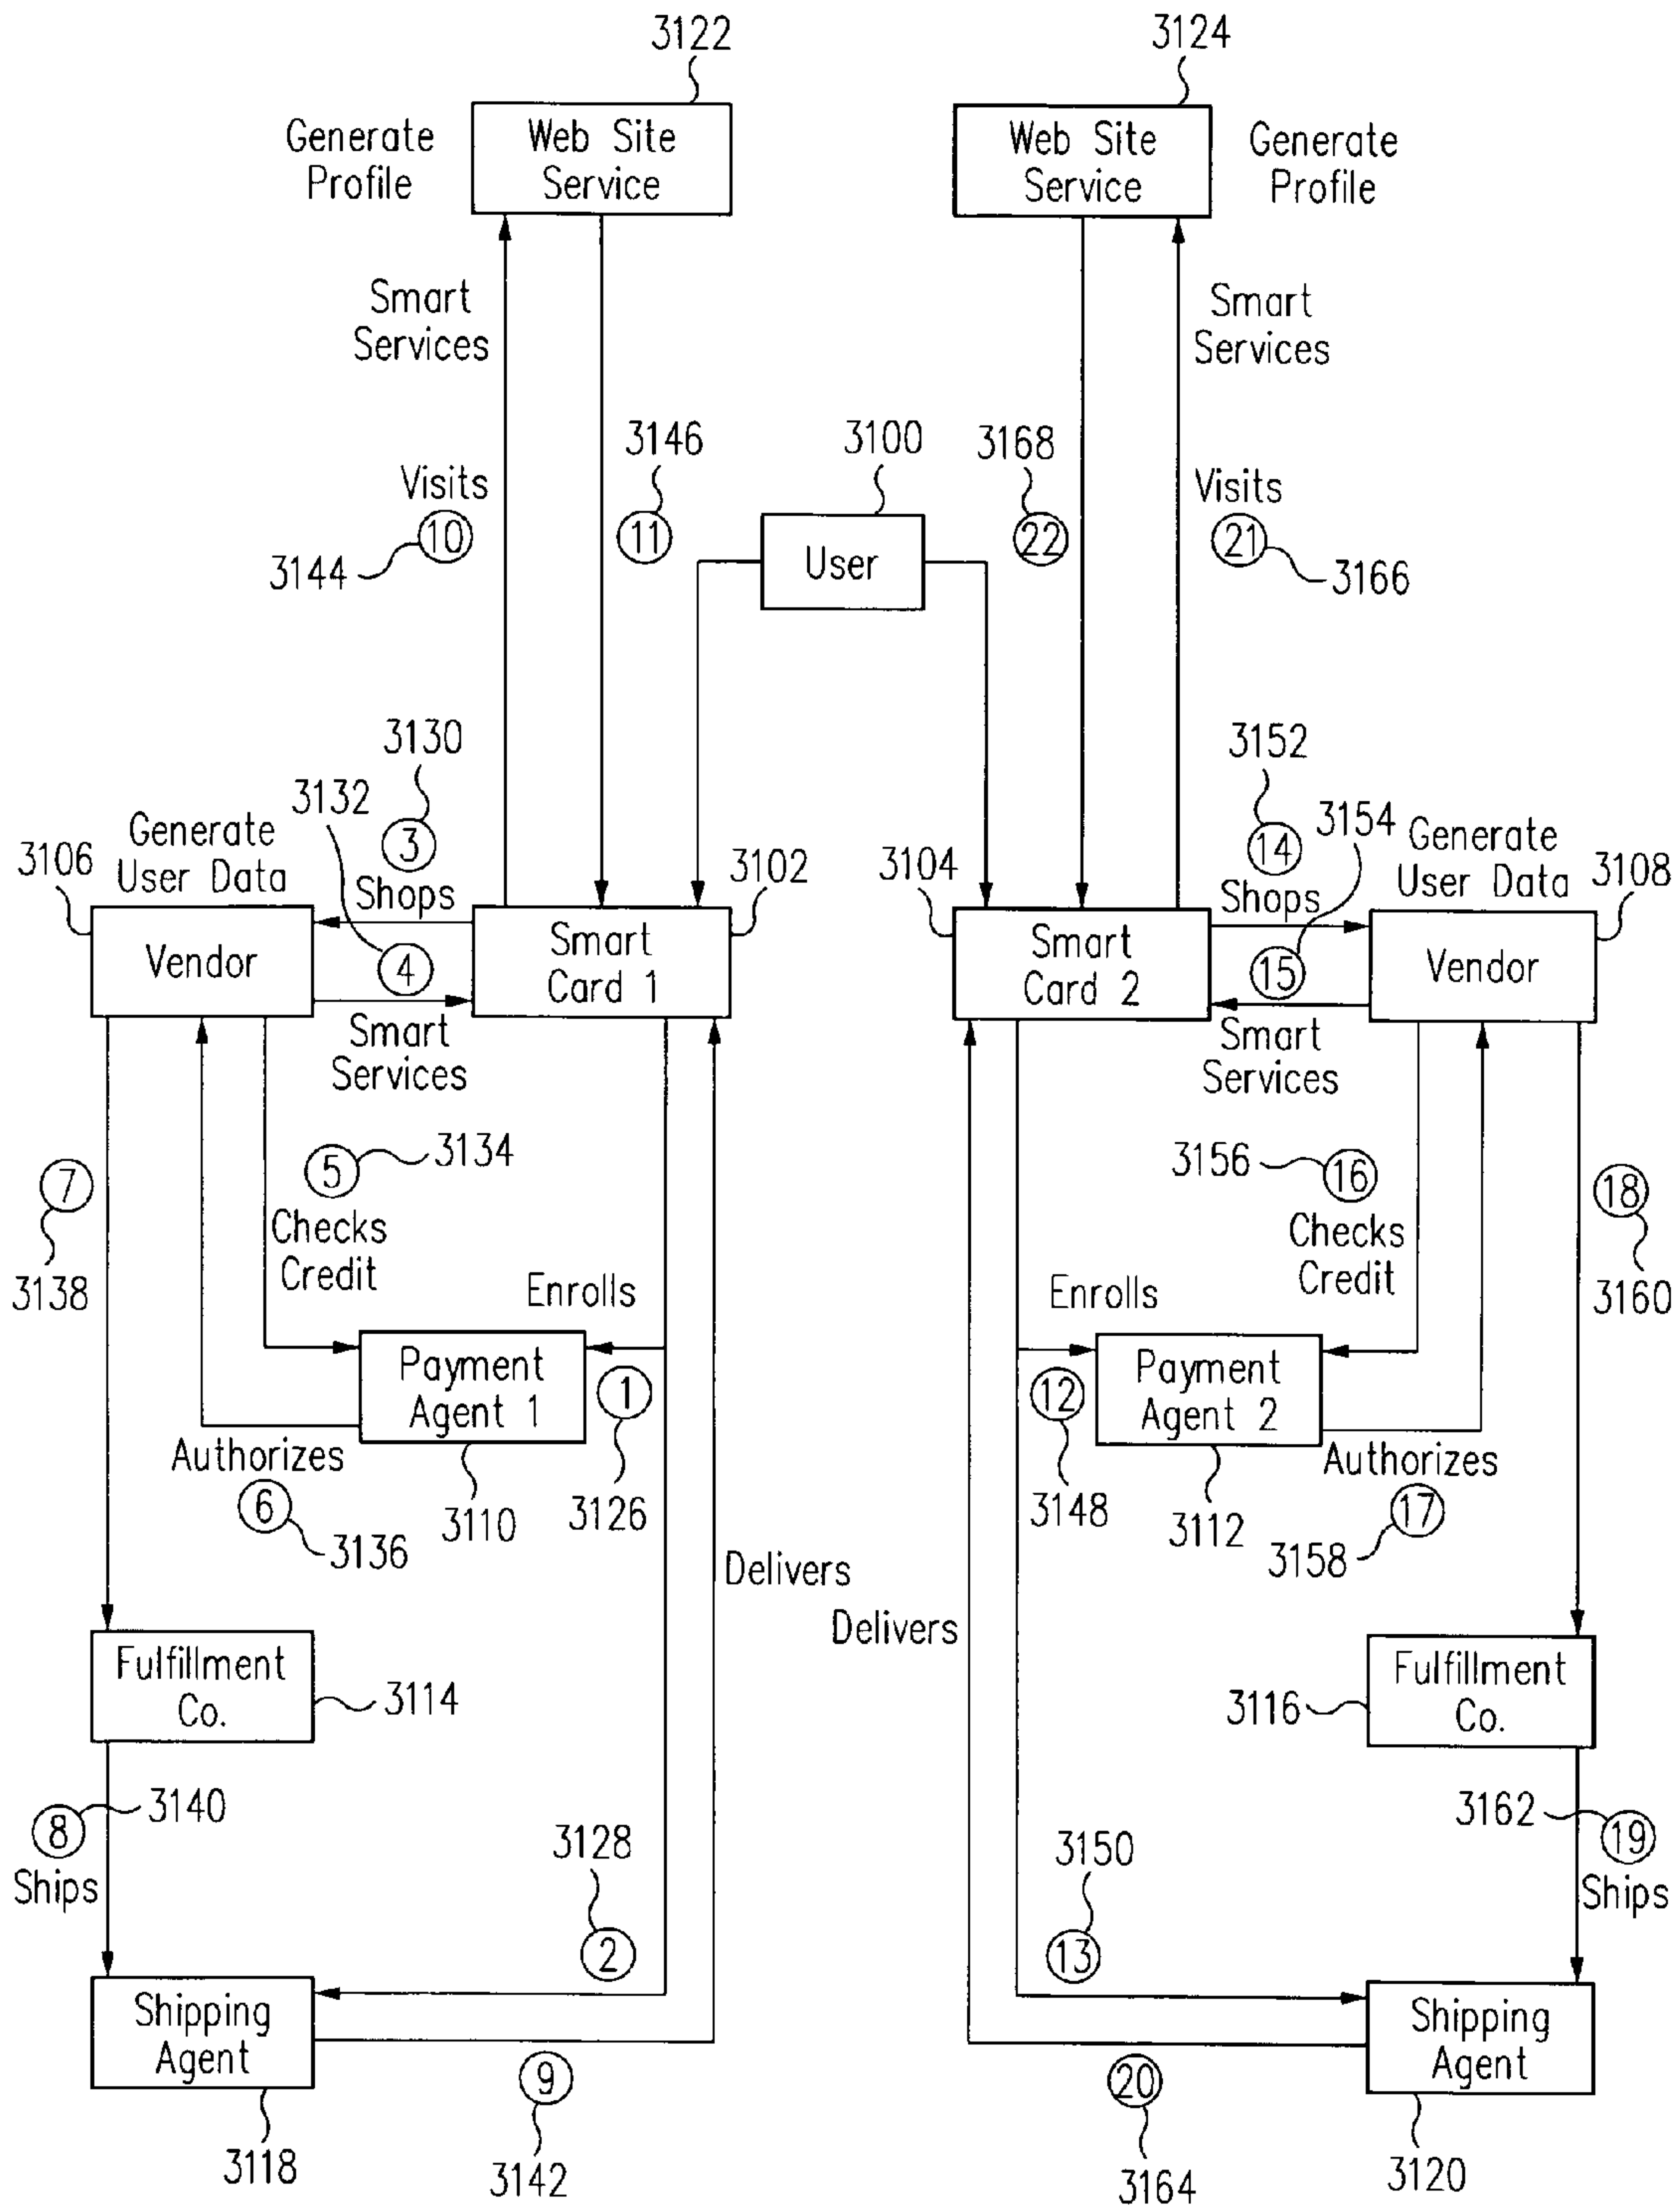 3122
3124
Generate
Profile
Web Site
Service
Web Site
Service
Generate
Profile
Smart
Services
Smart
Services
3146
3100
3168
Visits
10
3144
11
User
22
Visits
21
3166
3130
3152
3132
3
3154
14
3106
Generate
User Data
Shops
3102
3104
Shops
Generate
User Data
3108
Vendor
4
Smart
Card 1
Smart
Card 2
15
Vendor
Smart
Services
Smart
Services
7
5
3134
3156
16
18
3138
Checks
Credit
Enrolls
Enrolls
Checks
Credit
3160
Payment
Agent 1
1
12
Payment
Agent 2
Authorizes
6
3136
3110
3126
3148
3112
Authorizes
17
3158
Delivers
Delivers
Fulfillment
Co.
3114
3116
Fulfillment
Co.
8
3140
Ships
3162
19
Ships
3128
2
3150
13
Shipping
Agent
Shipping
Agent
9
20
3118
3142
3164
3120